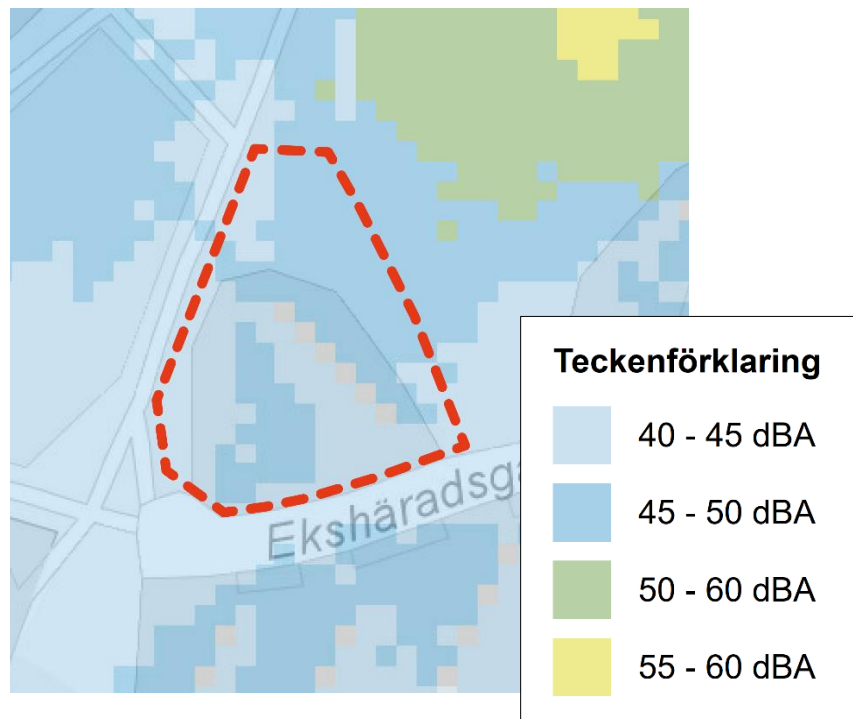 Ekshäradsga
Teckenförklaring
40 - 45 dBA
45 - 50 dBA
50 - 60 dBA
55 - 60 dBA